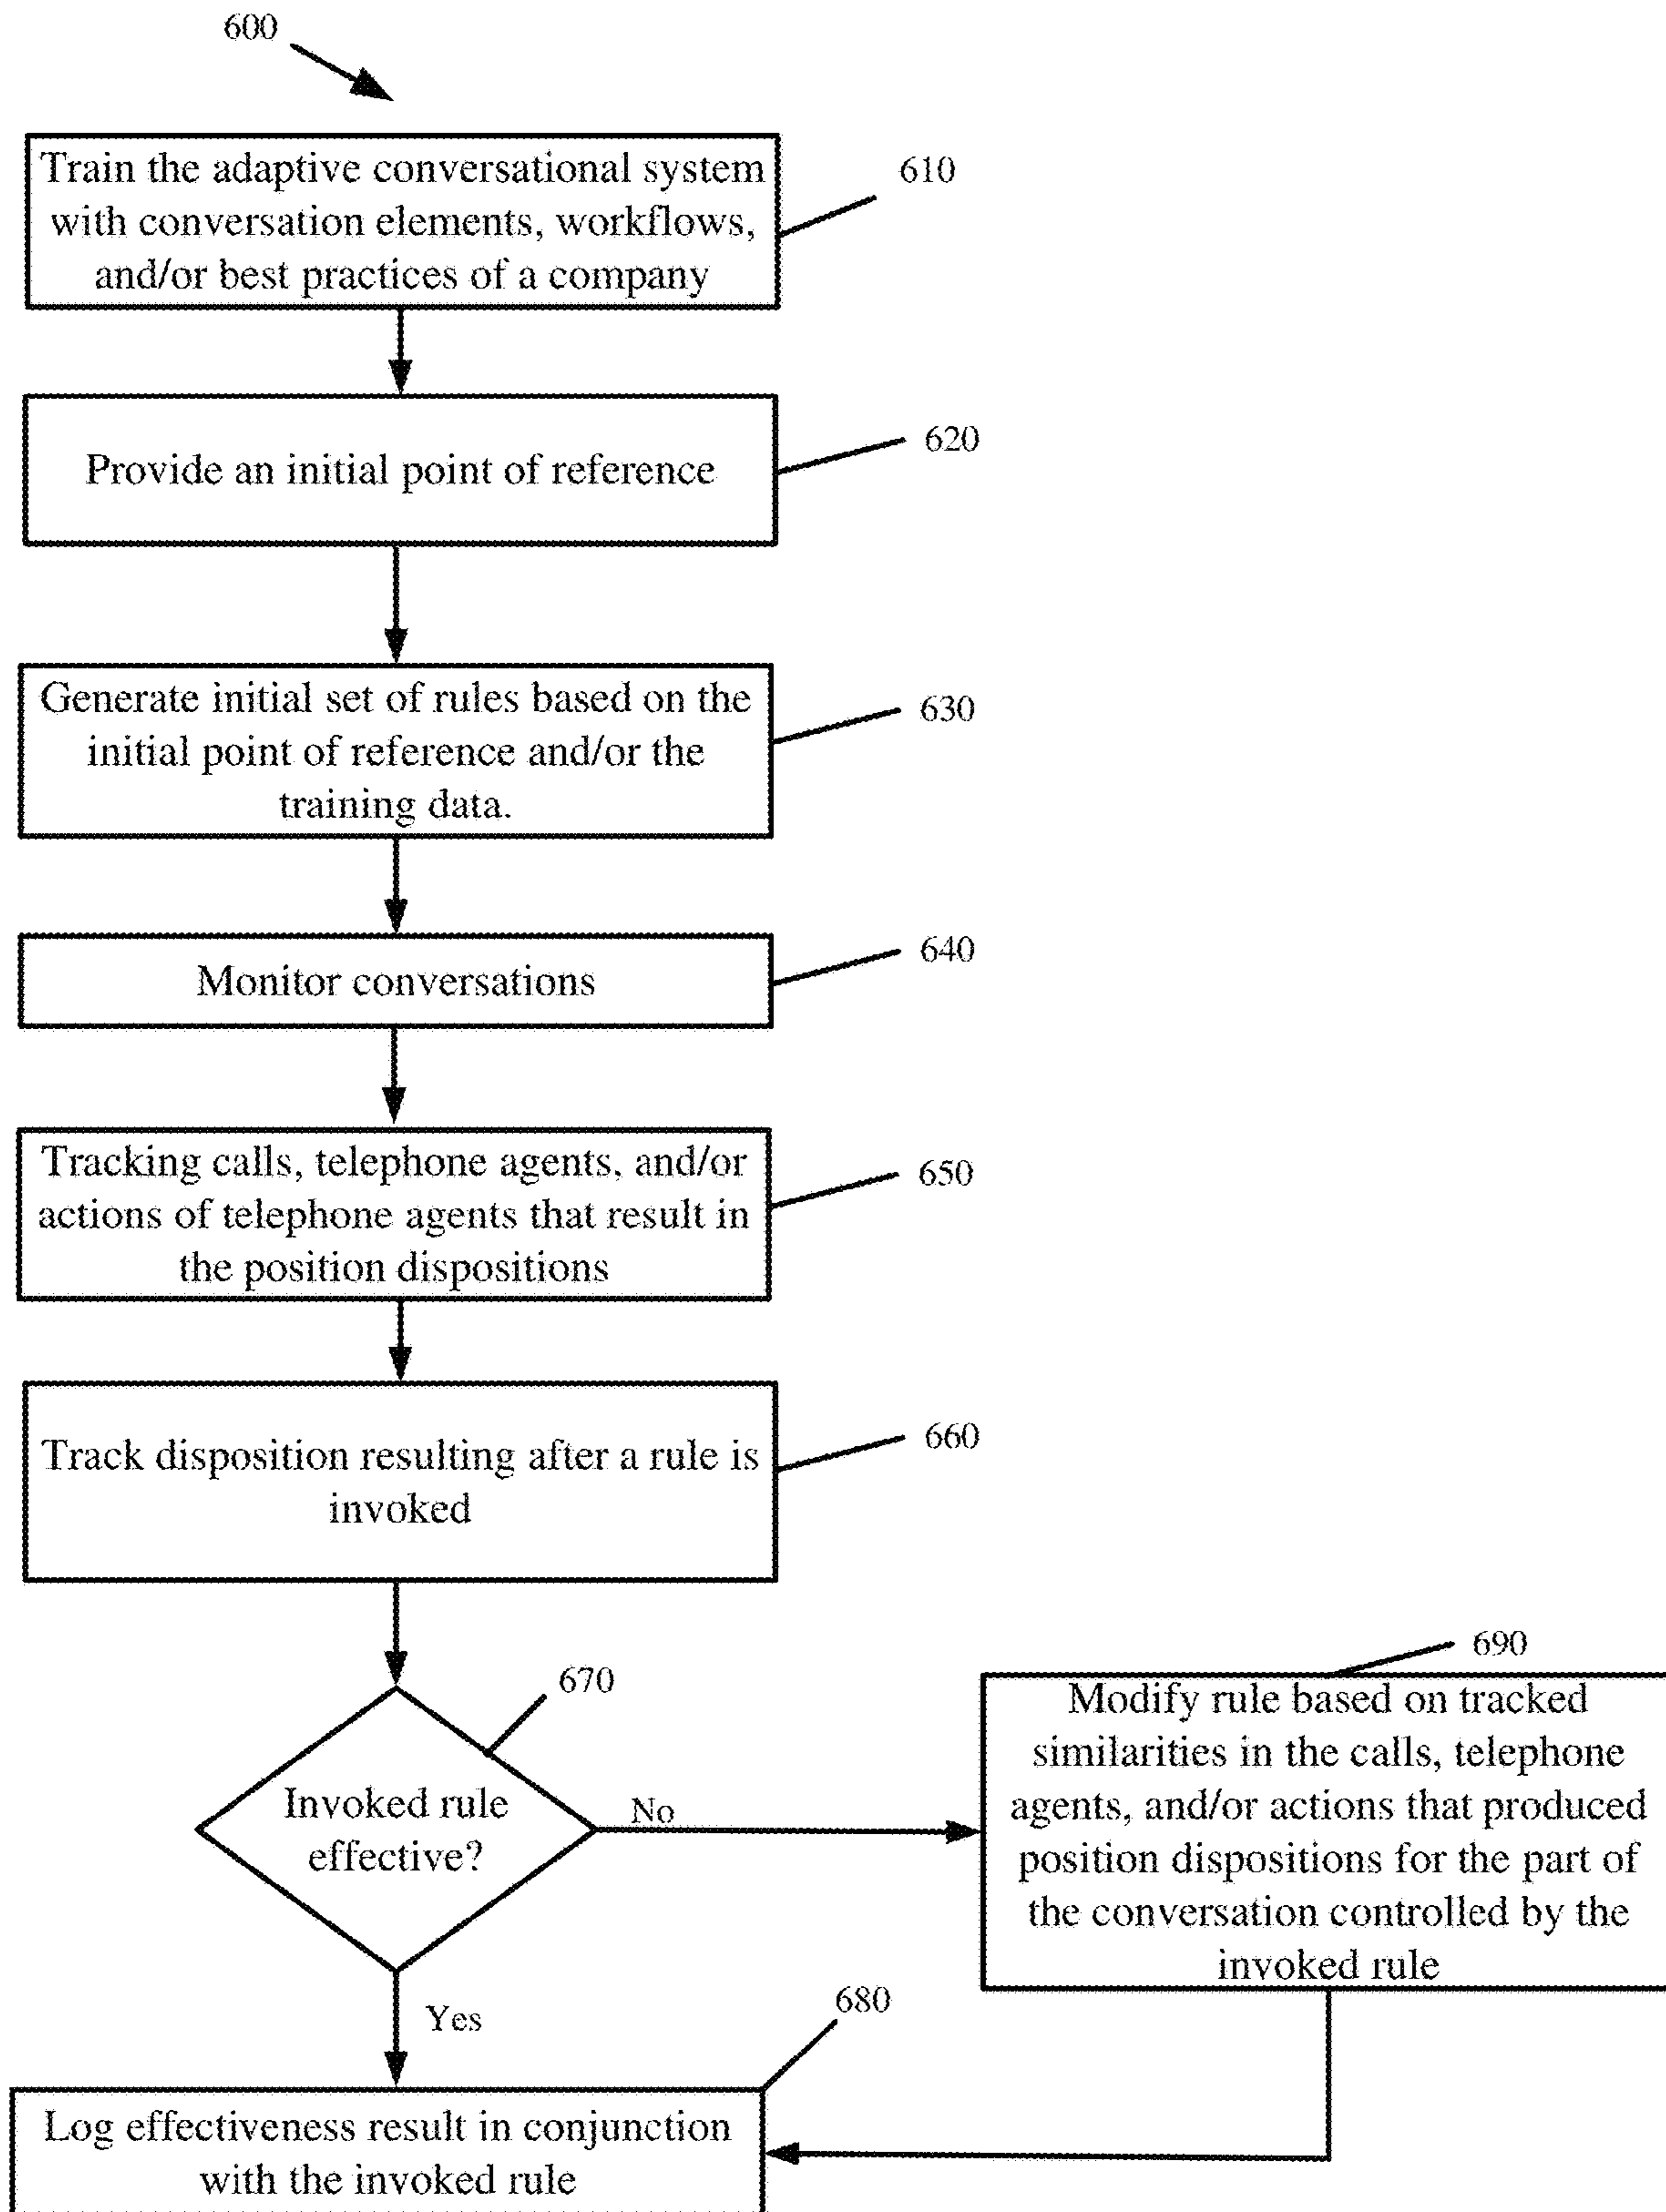 600
Train the adaptive conversational system
with conversation elements, workflows,
and/or best practices of a company
610
Provide an initial point of reference
620
Generate initial set of rules based on the
initial point of reference and/or the
training data.
630
Monitor conversations
640
Tracking calls, telephone agents, and/or
actions of telephone agents that result in
the position dispositions
650
Track disposition resulting after a rule is
invoked
660
Invoked rule
effective?
670
No
Modify rule based on tracked
similarities in the calls, telephone
agents, and/or actions that produced
position dispositions for the part of
the conversation controlled by the
invoked rule
690
Yes
Log effectiveness result in conjunction
with the invoked rule
680